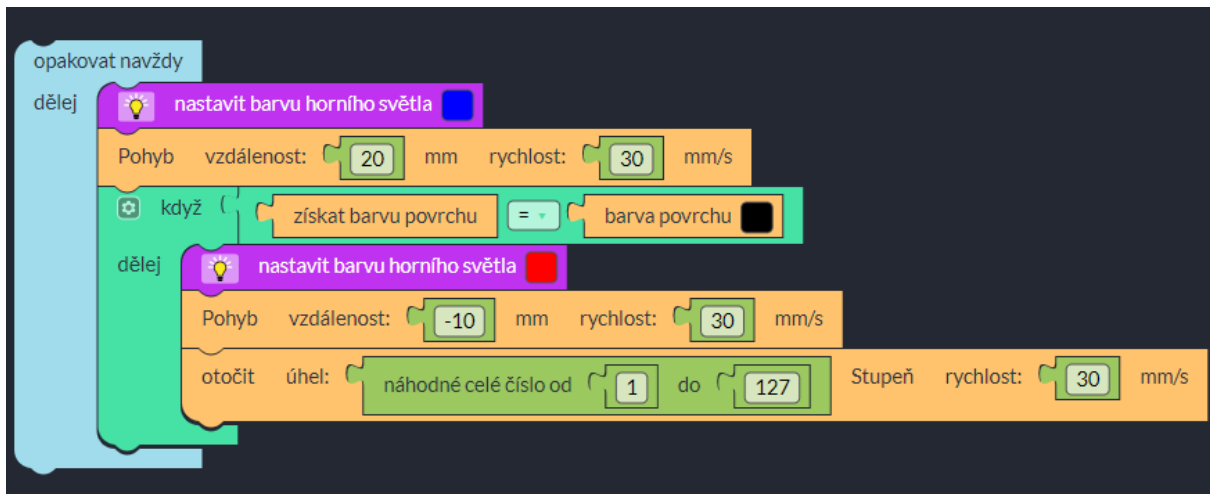 opakovat navždy
dělej
nastavit barvu horního světla
Pohyb vzdálenost: 20 mm rychlost: 30 mm/s
když získat barvu povrchu = barva povrchu
dělej
nastavit barvu horního světla
Pohyb vzdálenost: -10 mm rychlost: 30 mm/s
otočit úhel: náhodné celé číslo od 1 do 127 Stupeň rychlost: 30 mm/s